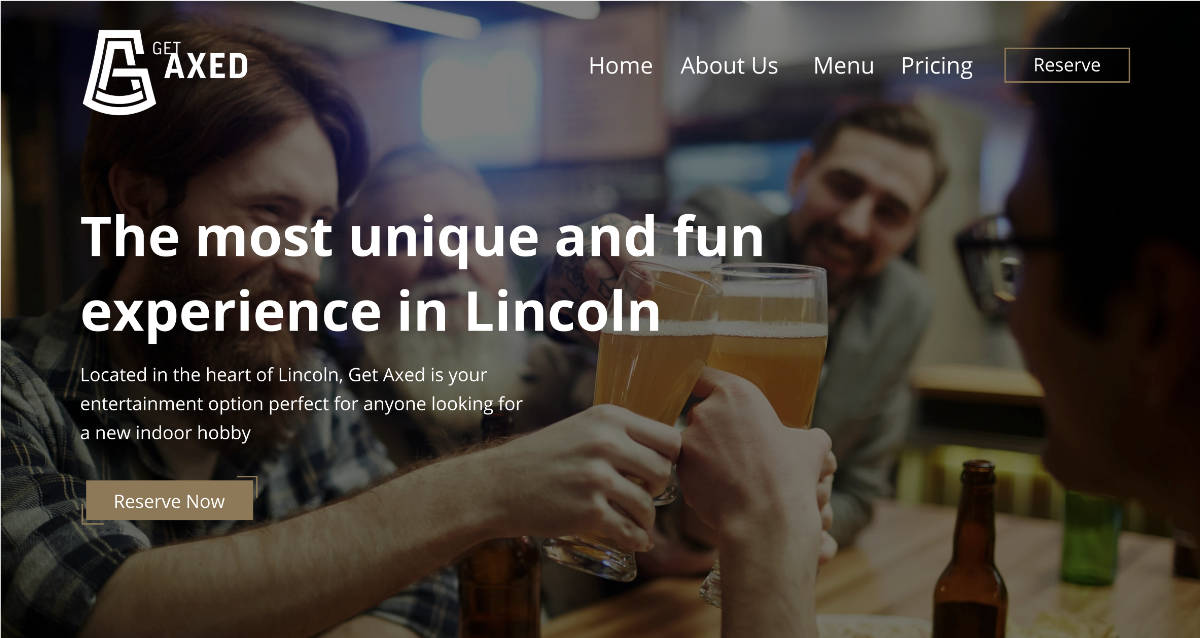 GET
AXED
Home About Us Menu Pricing Reserve
The most unique and fun
experience in Lincoln
Located in the heart of Lincoln, Get Axed is your
entertainment option perfect for anyone looking for
a new indoor hobby
Reserve Now